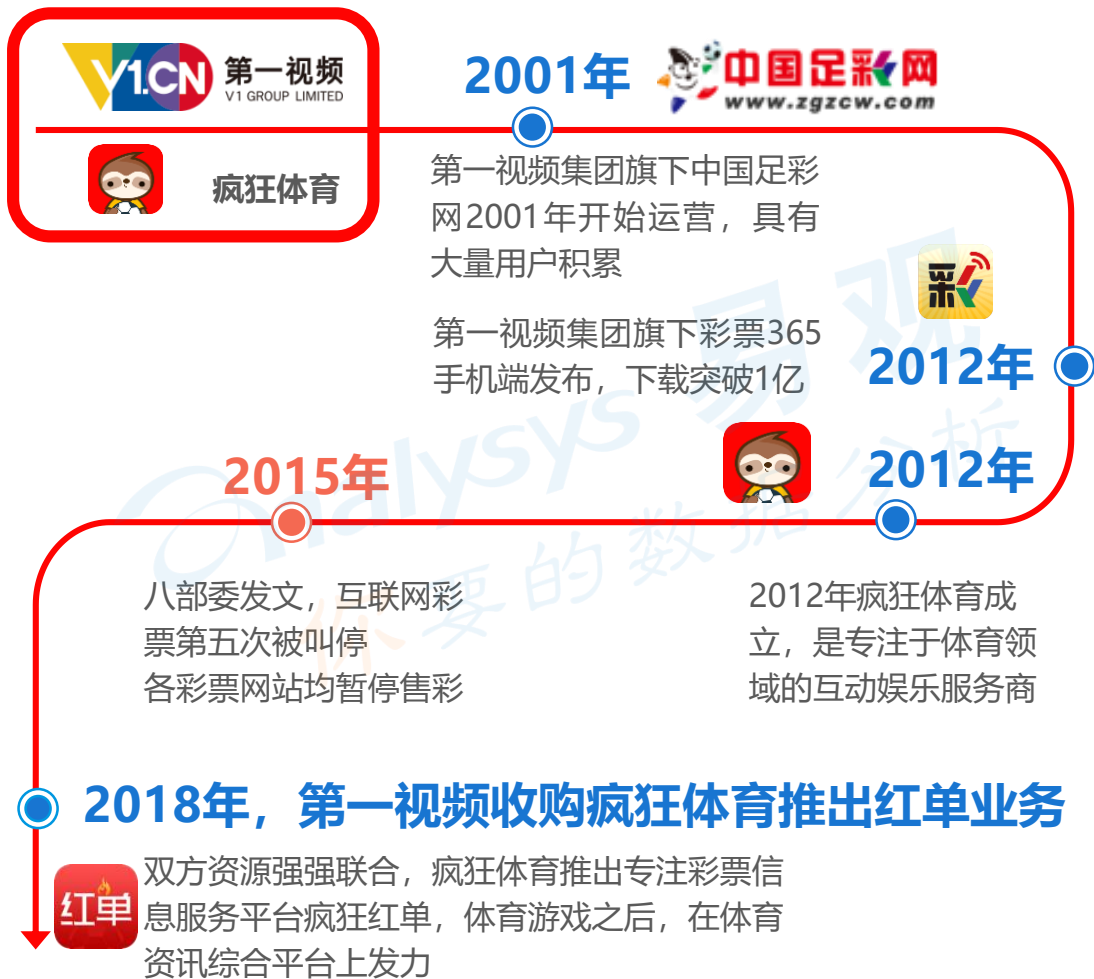 V1.CN 第一视频
V1 GROUP LIMITED
疯狂体育
2001年
中国足彩网
www.zgzcw.com
第一视频集团旗下中国足彩
网2001年开始运营，具有
大量用户积累
彩
第一视频集团旗下彩票365
手机端发布，下载突破1亿
2012年
2012年
2015年
八部委发文，互联网彩
票第五次被叫停
各彩票网站均暂停售彩
2012年疯狂体育成
立，是专注于体育领
域的互动娱乐服务商
2018年，第一视频收购疯狂体育推出红单业务
红单
双方资源强强联合，疯狂体育推出专注彩票信
息服务平台疯狂红单，体育游戏之后，在体育
资讯综合平台上发力
analysys 易观
你要的数据分析